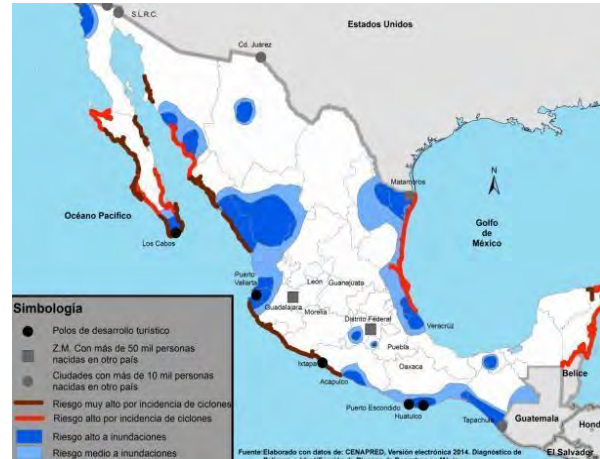 S.L.R.C.
Estados Unidos
Cd. Juárez
Matamoros
N
Océano Pacífico
Golfo
de
México
Los Cabos
Puerto
Vallarta
León
Guanajuato
Guadalajara
Morelia
Distrito Federal
Veracrúz
Puebla
Ixtapa
Oaxaca
Acapulco
Belice
Puerto Escondido
Huatulco
Tapachula
Guatemala
Hond
El Salvador
Simbología
Polos de desarrollo turístico
Z.M. Con más de 50 mil personas
nacidas en otro país
Ciudades con más de 10 mil personas
nacidas en otro país
Riesgo muy alto por incidencia de ciclones
Riesgo alto por incidencia de ciclones
Riesgo alto a inundaciones
Riesgo medio a inundaciones
Fuente:Elaborado con datos de: CENAPRED, Versión electrónica 2014. Diagnóstico de